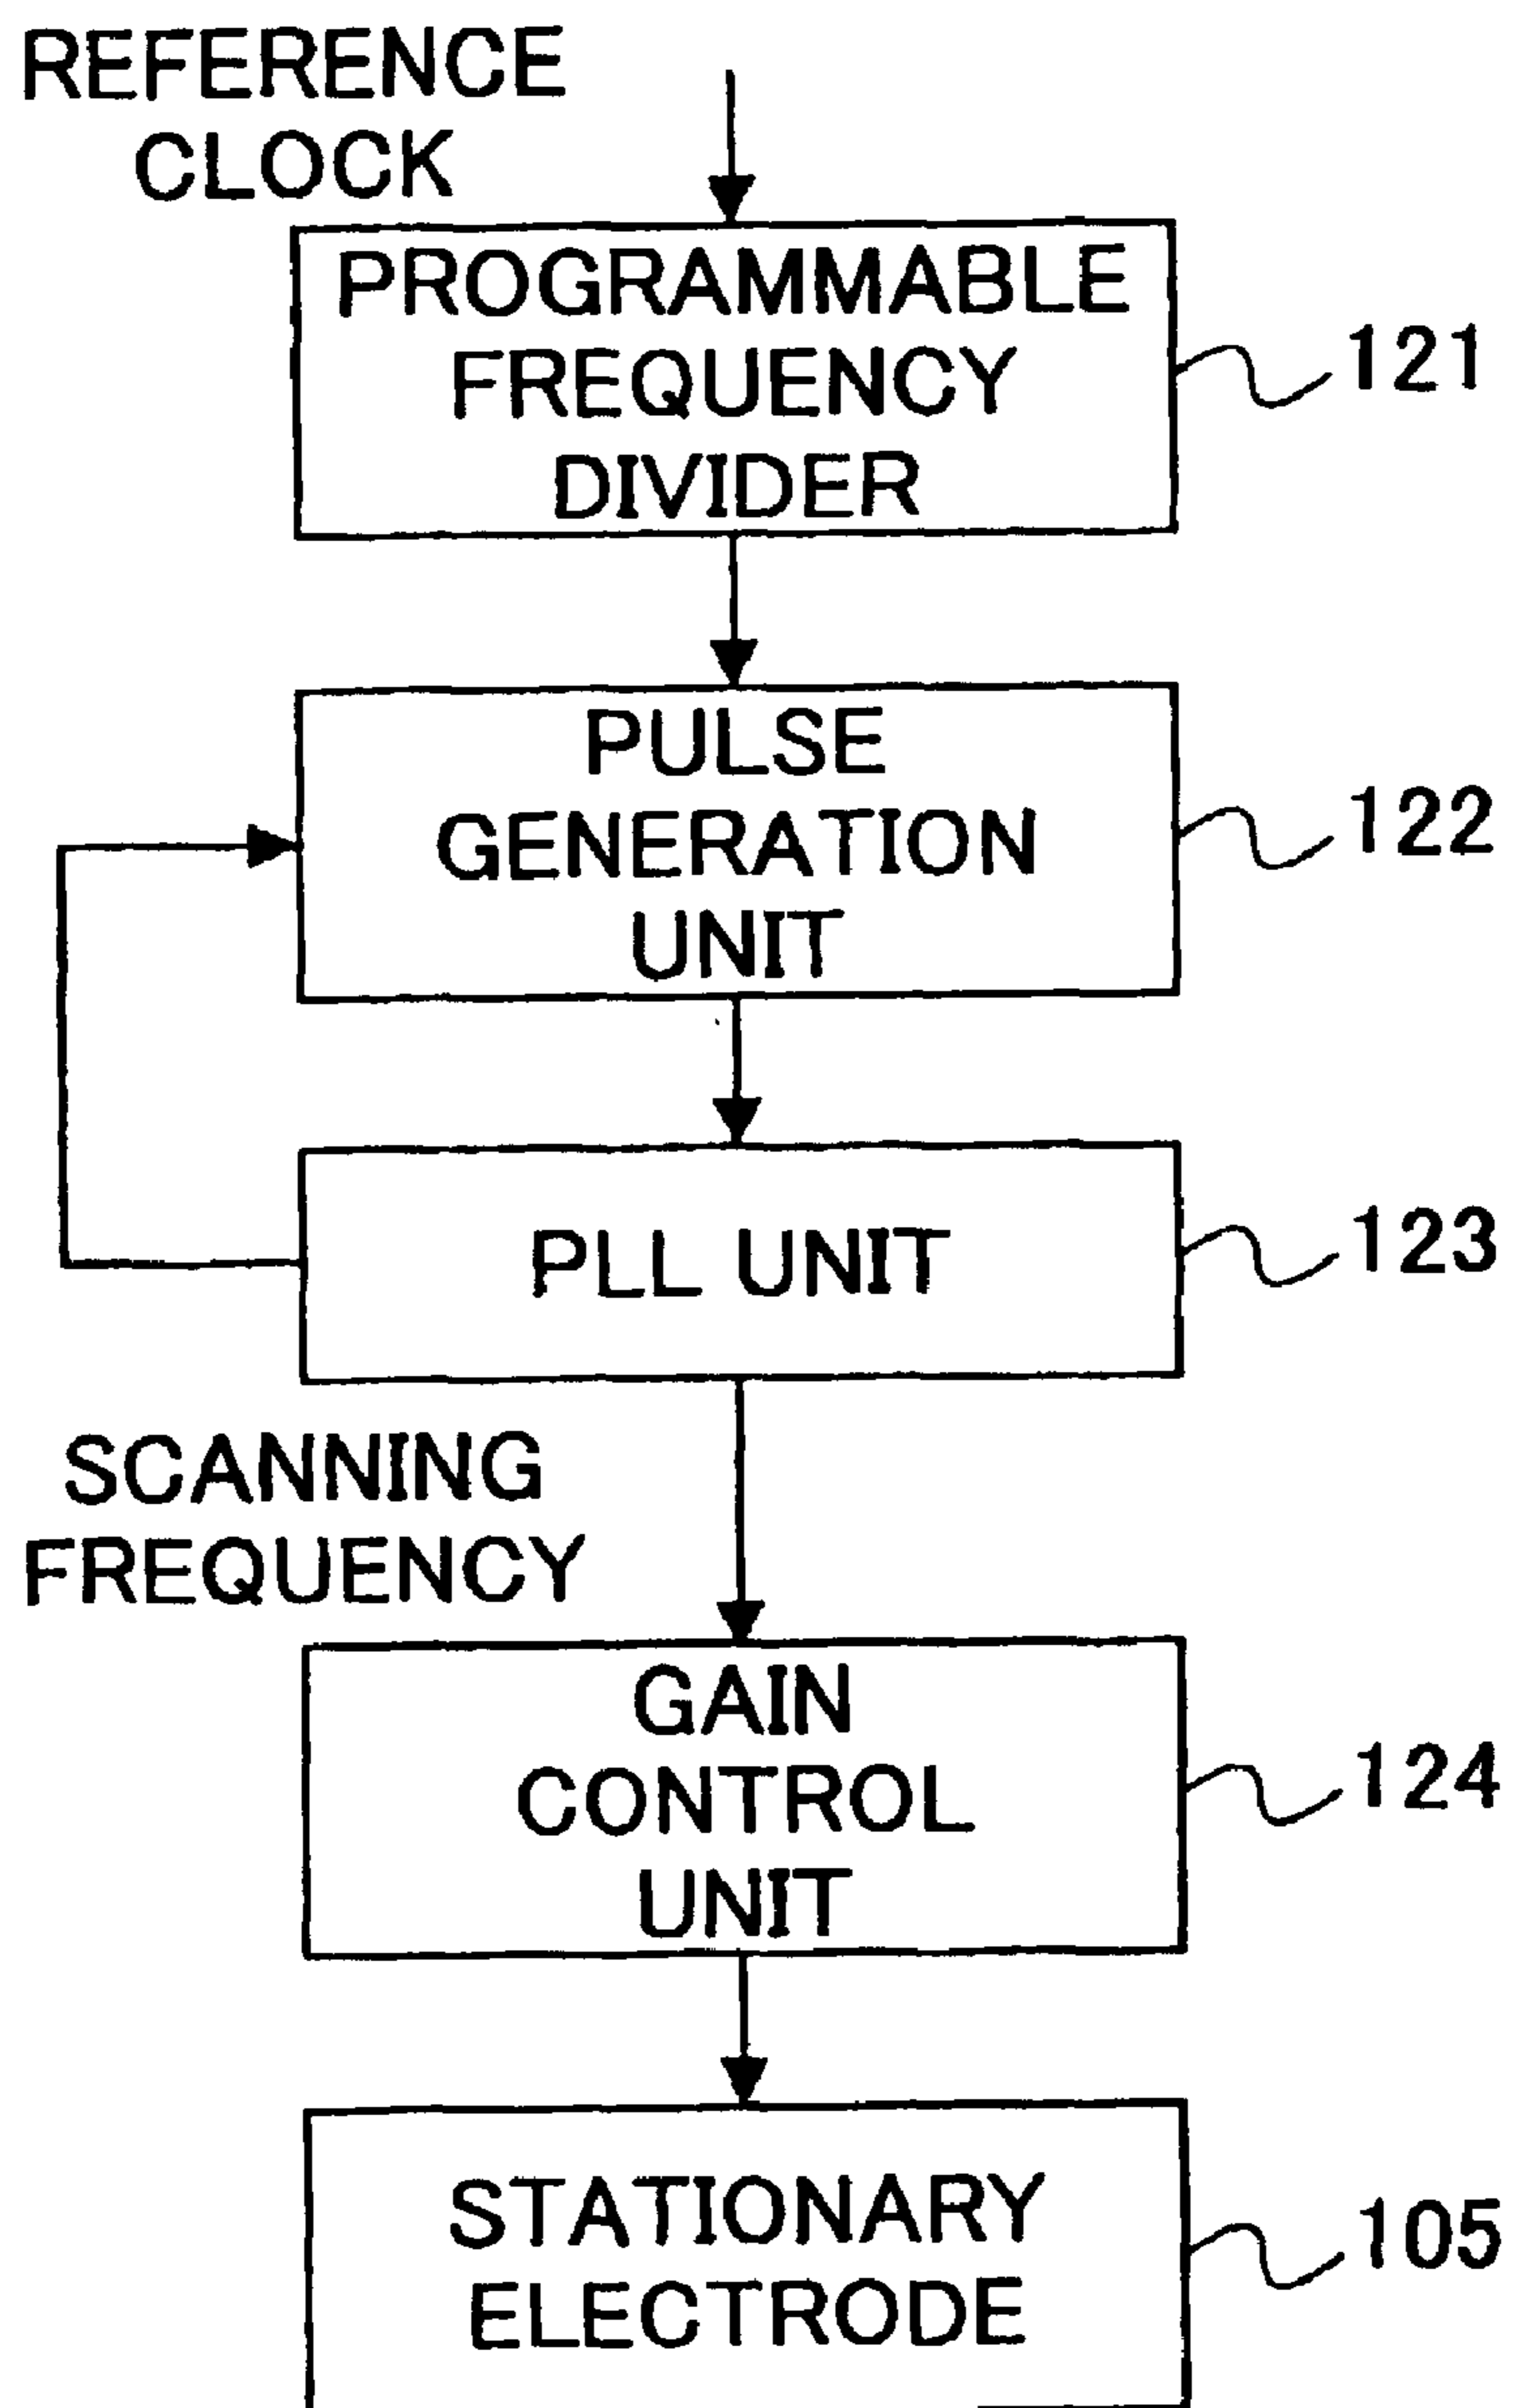 REFERENCE
CLOCK
PROGRAMMABLE
FREQUENCY
DIVIDER
121
PULSE
GENERATION
UNIT
122
PLL UNIT
123
SCANNING
FREQUENCY
GAIN
CONTROL
UNIT
124
STATIONARY
ELECTRODE
105